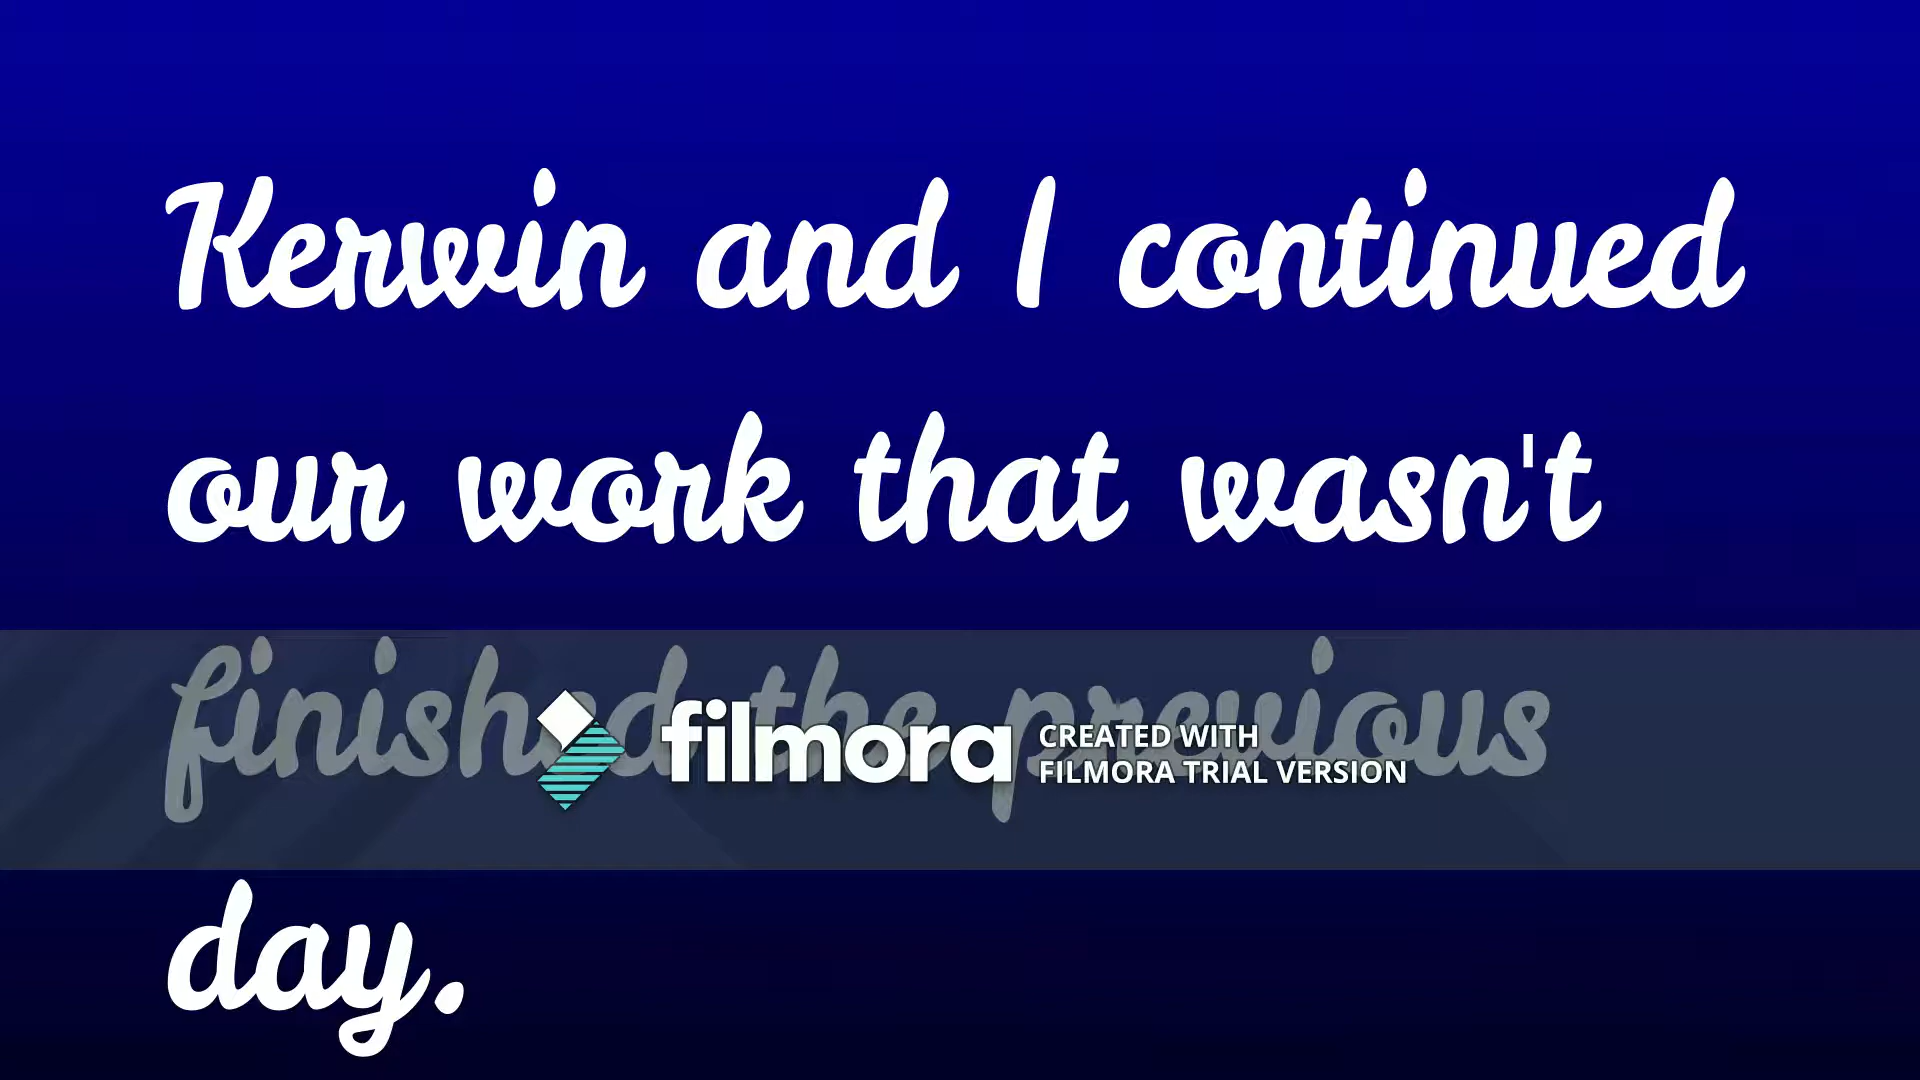 Kerwin and I continued
our work that wasn't
finished the previous
filmora CREATED WITH
FILMORA TRIAL VERSION
day.